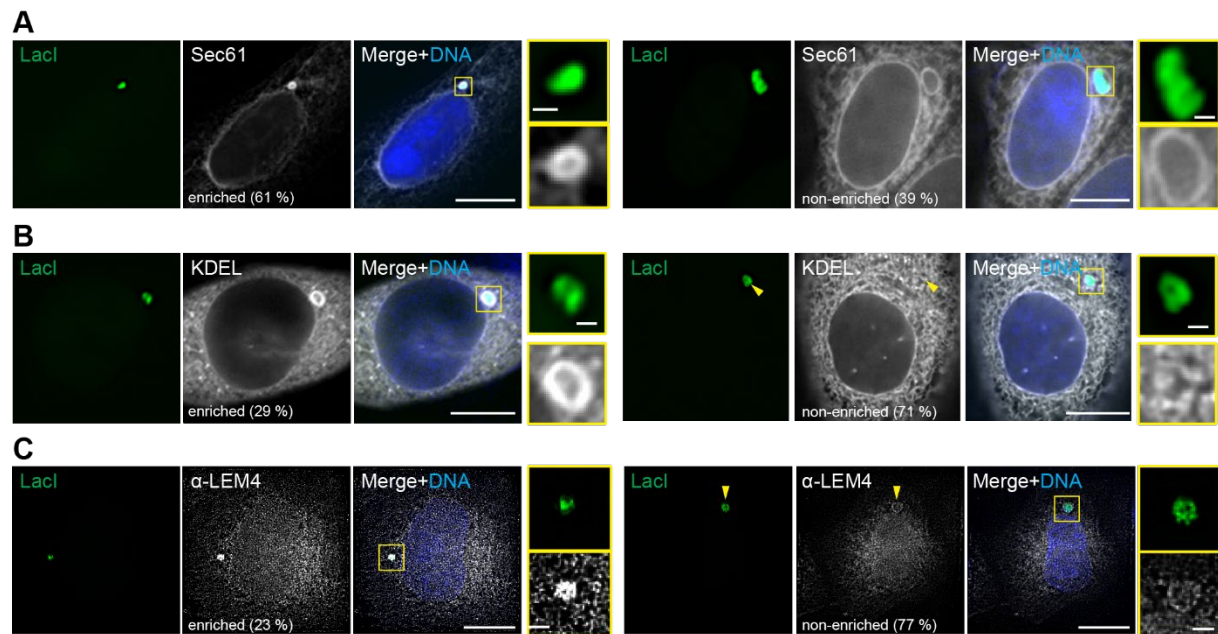 A
LacI Sec61 Merge+DNA LacI Sec61 Merge+DNA
enriched (61 %) non-enriched (39 %)
B
LacI KDEL Merge+DNA LacI KDEL Merge+DNA
enriched (29 %) non-enriched (71 %)
C
LacI α-LEM4 Merge+DNA LacI α-LEM4 Merge+DNA
enriched (23 %) non-enriched (77 %)